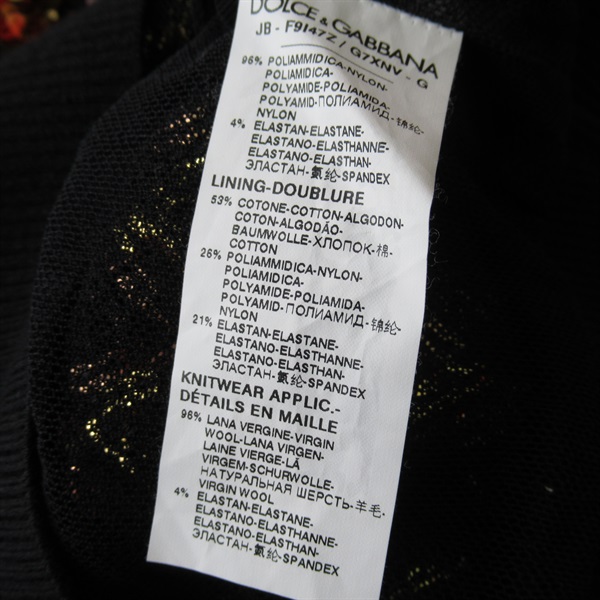 DOLCE & GABBANA
JB - F9I47Z / G7XNV - G
96% POLIAMMIDICA-NYLON-
POLIAMIDICA-
POLYAMIDE-POLIAMIDA-
POLYAMID-ПОЛИАМИД-锦纶-
NYLON
4% ELASTAN-ELASTANE-
ELASTANO-ELASTHANNE-
ELASTANO-ELASTHAN-
ЭЛАСТАН-氨纶-SPANDEX
LINING-DOUBLURE
53% COTONE-COTTON-ALGODON-
COTON-ALGODÃO-
BAUMWOLLE-ХЛОПОК-棉-
COTTON
26% POLIAMMIDICA-NYLON-
POLIAMIDICA-
POLYAMIDE-POLIAMIDA-
POLYAMID-ПОЛИАМИД-锦纶-
NYLON
21% ELASTAN-ELASTANE-
ELASTANO-ELASTHANNE-
ELASTANO-ELASTHAN-
ЭЛАСТАН-氨纶-SPANDEX
KNITWEAR APPLIC.-
DÉTAILS EN MAILLE
96% LANA VERGINE-VIRGIN
WOOL-LANA VIRGEN-
LAINE VIERGE-LÃ
VIRGEM-SCHURWOLLE-
НАТУРАЛЬНАЯ ШЕРСТЬ-羊毛-
VIRGIN WOOL
4% ELASTAN-ELASTANE-
ELASTANO-ELASTHANNE-
ELASTANO-ELASTHAN-
ЭЛАСТАН-氨纶-SPANDEX